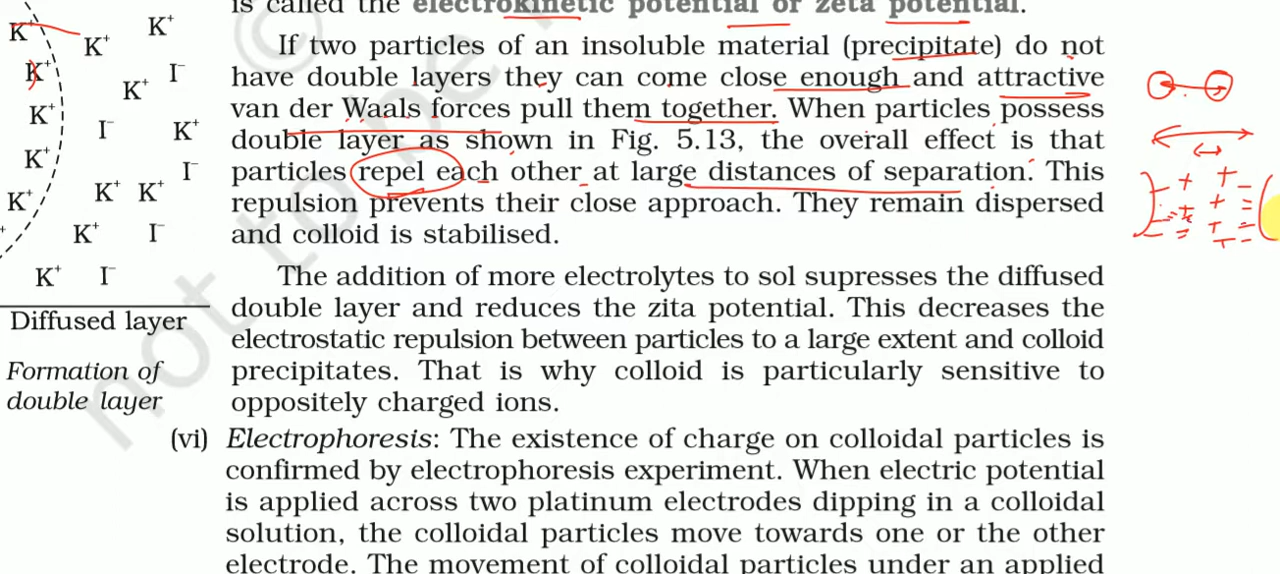 is called the electrokinetic potential or zeta potential.
If two particles of an insoluble material (precipitate) do not
have double layers they can come close enough and attractive
van der Waals forces pull them together. When particles possess
double layer as shown in Fig. 5.13, the overall effect is that
particles repel each other at large distances of separation. This
repulsion prevents their close approach. They remain dispersed
and colloid is stabilised.
The addition of more electrolytes to sol supresses the diffused
double layer and reduces the zita potential. This decreases the
electrostatic repulsion between particles to a large extent and colloid
precipitates. That is why colloid is particularly sensitive to
oppositely charged ions.
(vi) Electrophoresis: The existence of charge on colloidal particles is
confirmed by electrophoresis experiment. When electric potential
is applied across two platinum electrodes dipping in a colloidal
solution, the colloidal particles move towards one or the other
electrode. The movement of colloidal particles under an applied
K⁺ K⁺ K⁺
K⁺ K⁺ I⁻
K⁺ I⁻ K⁺
K⁺ I⁻
K⁺ K⁺ K⁺
K⁺ I⁻
K⁺ I⁻
Diffused layer
Formation of
double layer
© not to be